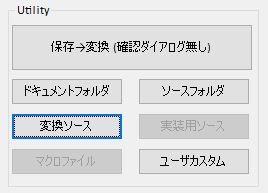 Utility
保存→変換 (確認ダイアログ無し)
ドキュメントフォルダ ソースフォルダ
変換ソース 実装用ソース
マクロファイル ユーザカスタム